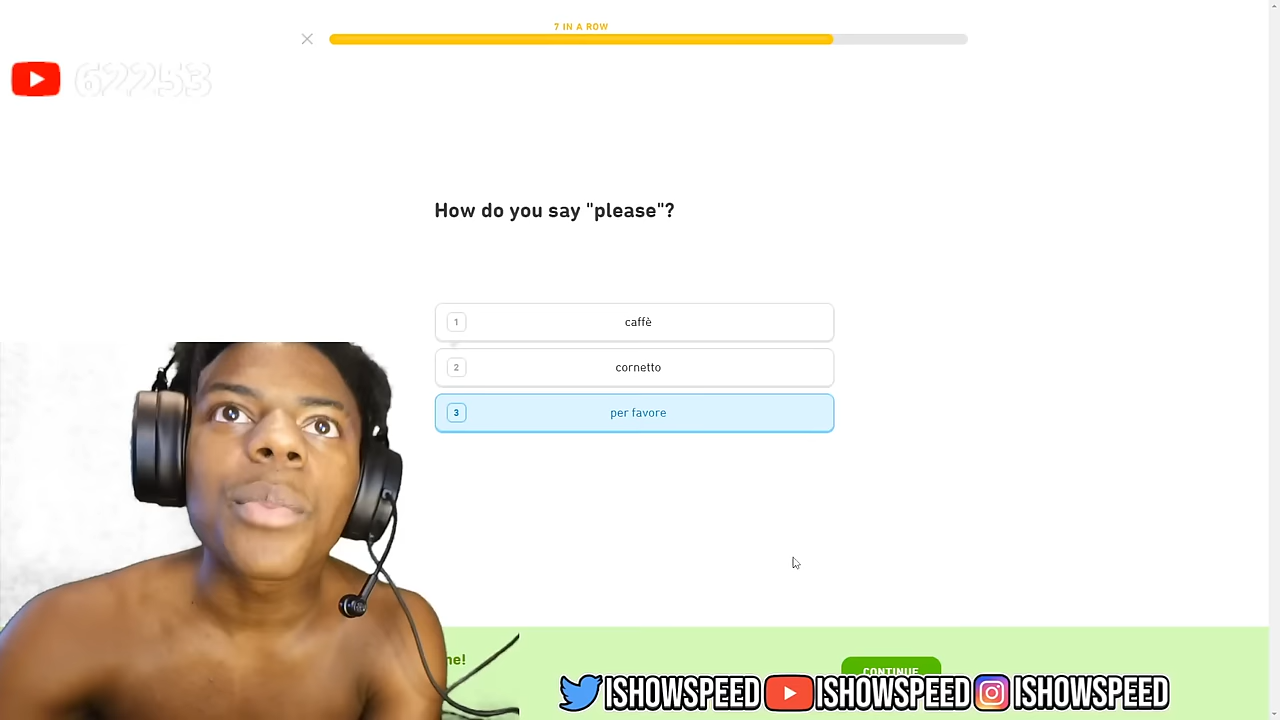 7 IN A ROW
62253
How do you say "please"?
1 caffè
2 cornetto
3 per favore
ne!
CONTINUE
ISHOWSPEED ISHOWSPEED ISHOWSPEED